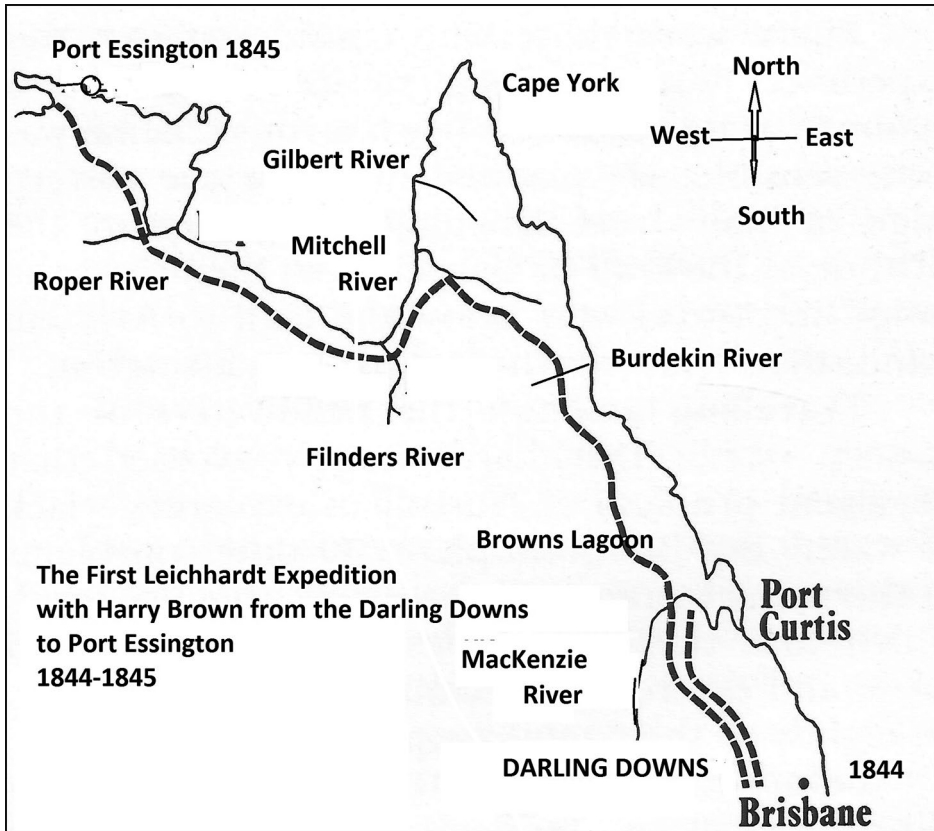 Port Essington 1845
Cape York
North
West
East
South
Gilbert River
Mitchell
River
Roper River
Burdekin River
Filnders River
Browns Lagoon
The First Leichhardt Expedition
with Harry Brown from the Darling Downs
to Port Essington
1844-1845
Port
Curtis
MacKenzie
River
DARLING DOWNS
1844
Brisbane